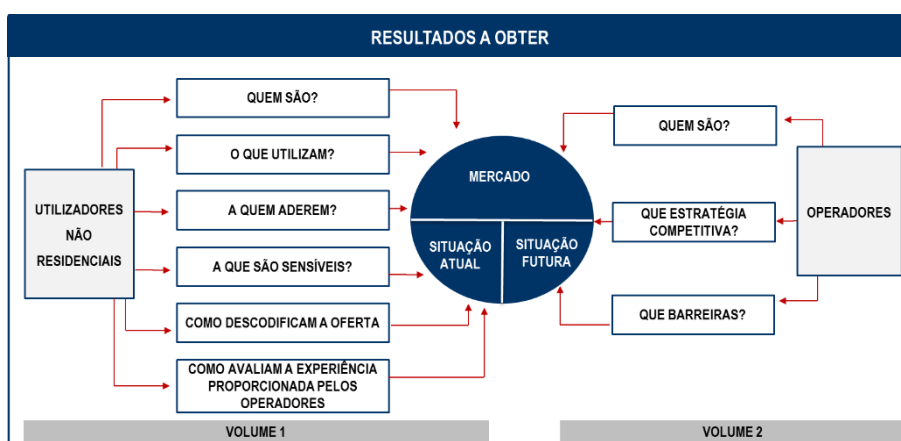 RESULTADOS A OBTER
UTILIZADORES
NÃO
RESIDENCIAIS
QUEM SÃO?
O QUE UTILIZAM?
A QUEM ADEREM?
A QUE SÃO SENSÍVEIS?
COMO DESCODIFICAM A OFERTA
COMO AVALIAM A EXPERIÊNCIA
PROPORCIONADA PELOS
OPERADORES
MERCADO
SITUAÇÃO
ATUAL
SITUAÇÃO
FUTURA
QUEM SÃO?
QUE ESTRATÉGIA
COMPETITIVA?
QUE BARREIRAS?
OPERADORES
VOLUME 1
VOLUME 2